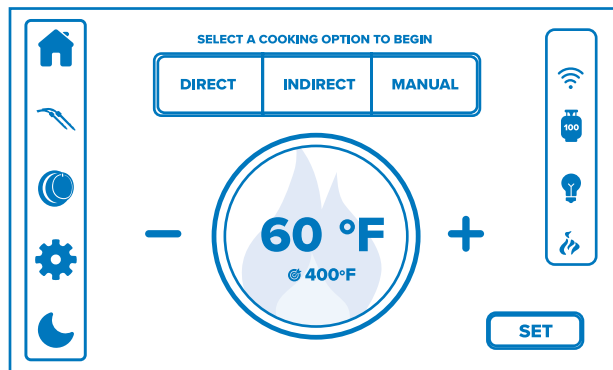 SELECT A COOKING OPTION TO BEGIN
DIRECT INDIRECT MANUAL
100
60 °F
400°F
SET